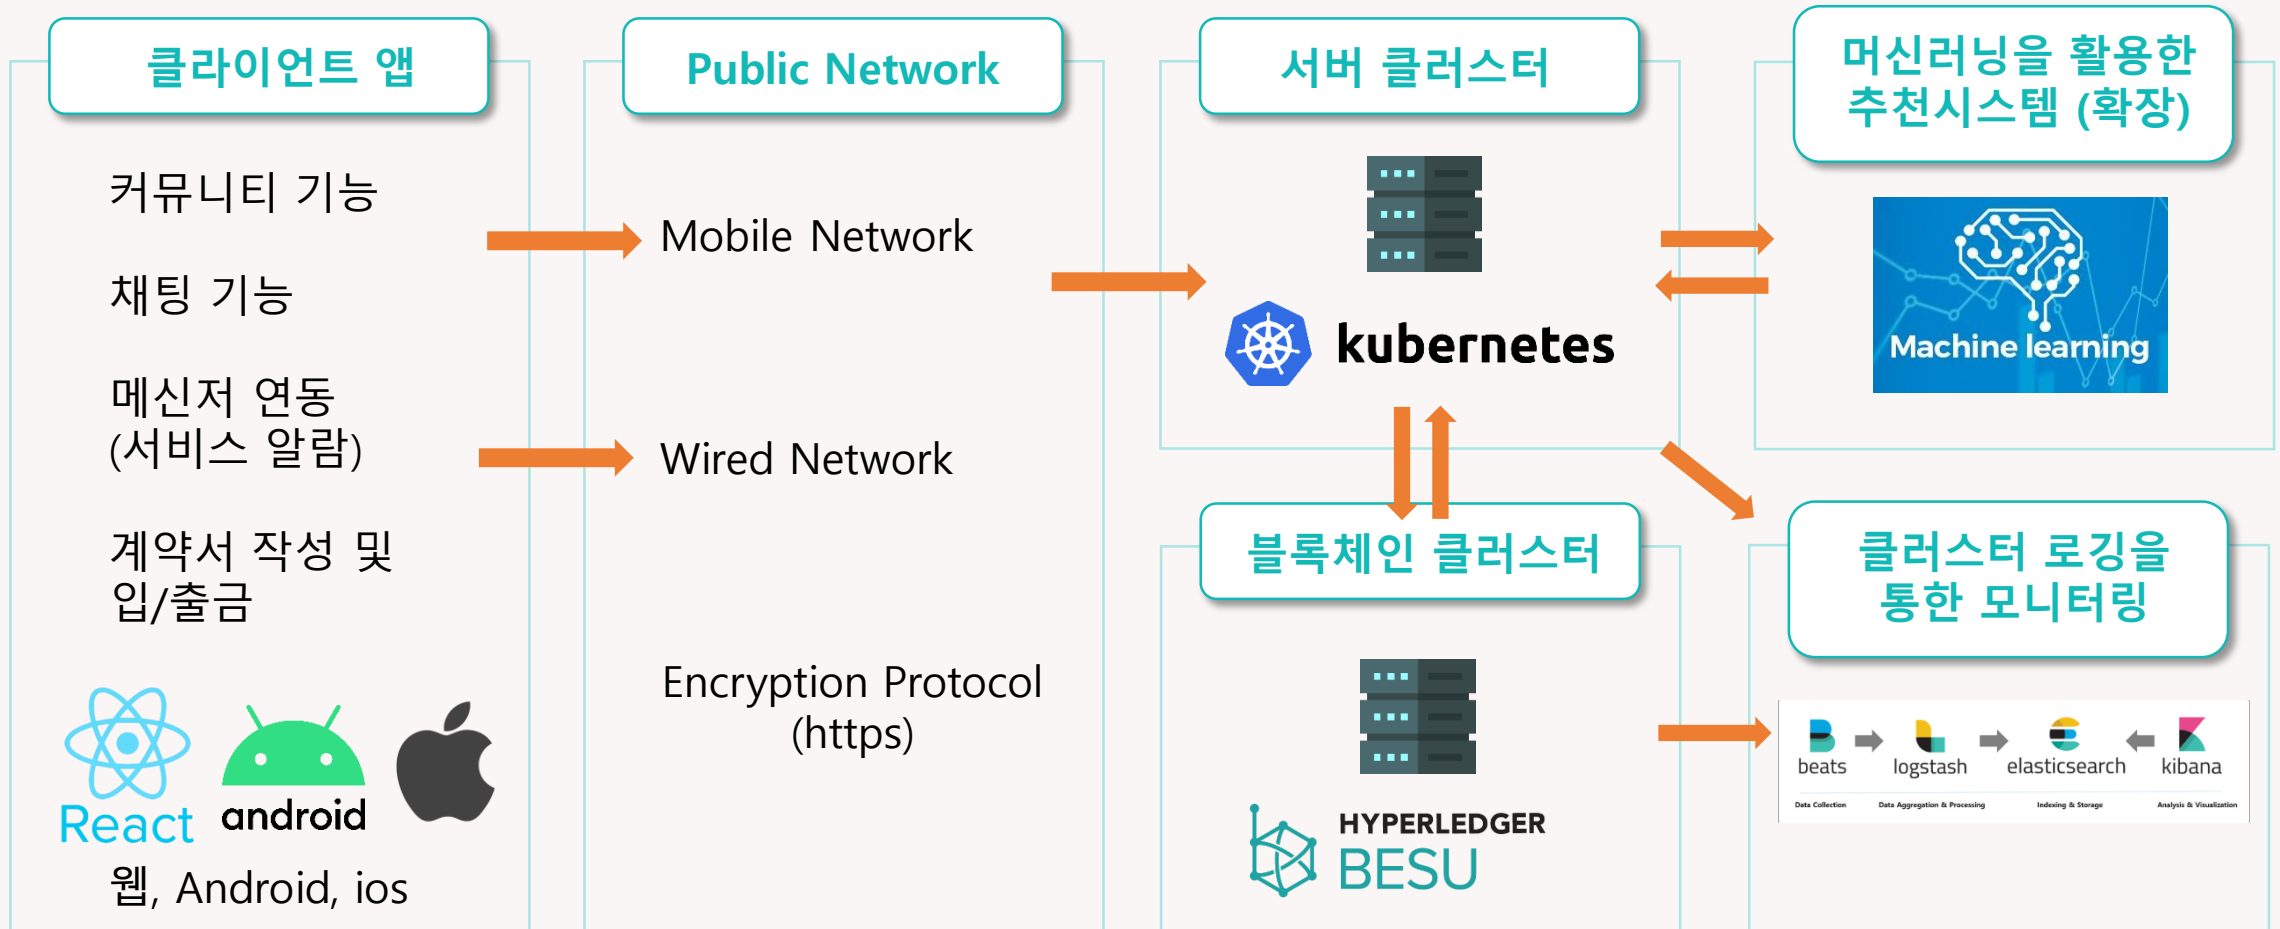 클라이언트 앱
커뮤니티 기능
채팅 기능
메신저 연동
(서비스 알람)
계약서 작성 및
입/출금
React
android
웹, Android, ios
Public Network
Mobile Network
Wired Network
Encryption Protocol
(https)
서버 클러스터
kubernetes
블록체인 클러스터
HYPERLEDGER
BESU
머신러닝을 활용한
추천시스템 (확장)
Machine learning
클러스터 로깅을
통한 모니터링
beats logstash elasticsearch kibana
Data Collection Data Aggregation & Processing Indexing & Storage Analysis & Visualization